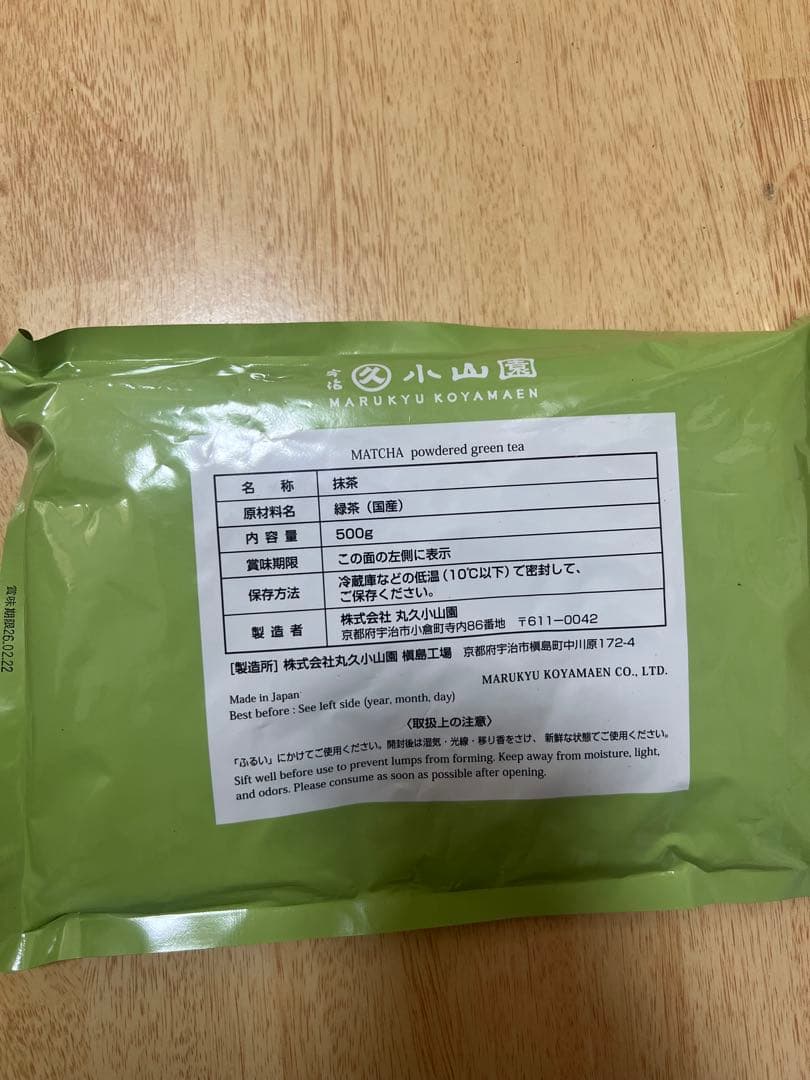 宇治 久 小山園
MARUKYU KOYAMAEN
MATCHA powdered green tea
名 称 抹茶
原材料名 緑茶（国産）
内容量 500g
賞味期限 この面の左側に表示
保存方法 冷蔵庫などの低温（10℃以下）で密封して、
ご保存ください。
製造者 株式会社 丸久小山園
京都府宇治市小倉町寺内86番地 〒611-0042
［製造所］株式会社丸久小山園 槇島工場 京都府宇治市槇島町中川原172-4
MARUKYU KOYAMAEN CO., LTD.
Made in Japan
Best before : See left side (year, month, day)
〈取扱上の注意〉
「ふるい」にかけてご使用ください。開封後は湿気・光線・移り香をさけ、新鮮な状態でご使用ください。
Sift well before use to prevent lumps from forming. Keep away from moisture, light,
and odors. Please consume as soon as possible after opening.
賞味期限26.02.22